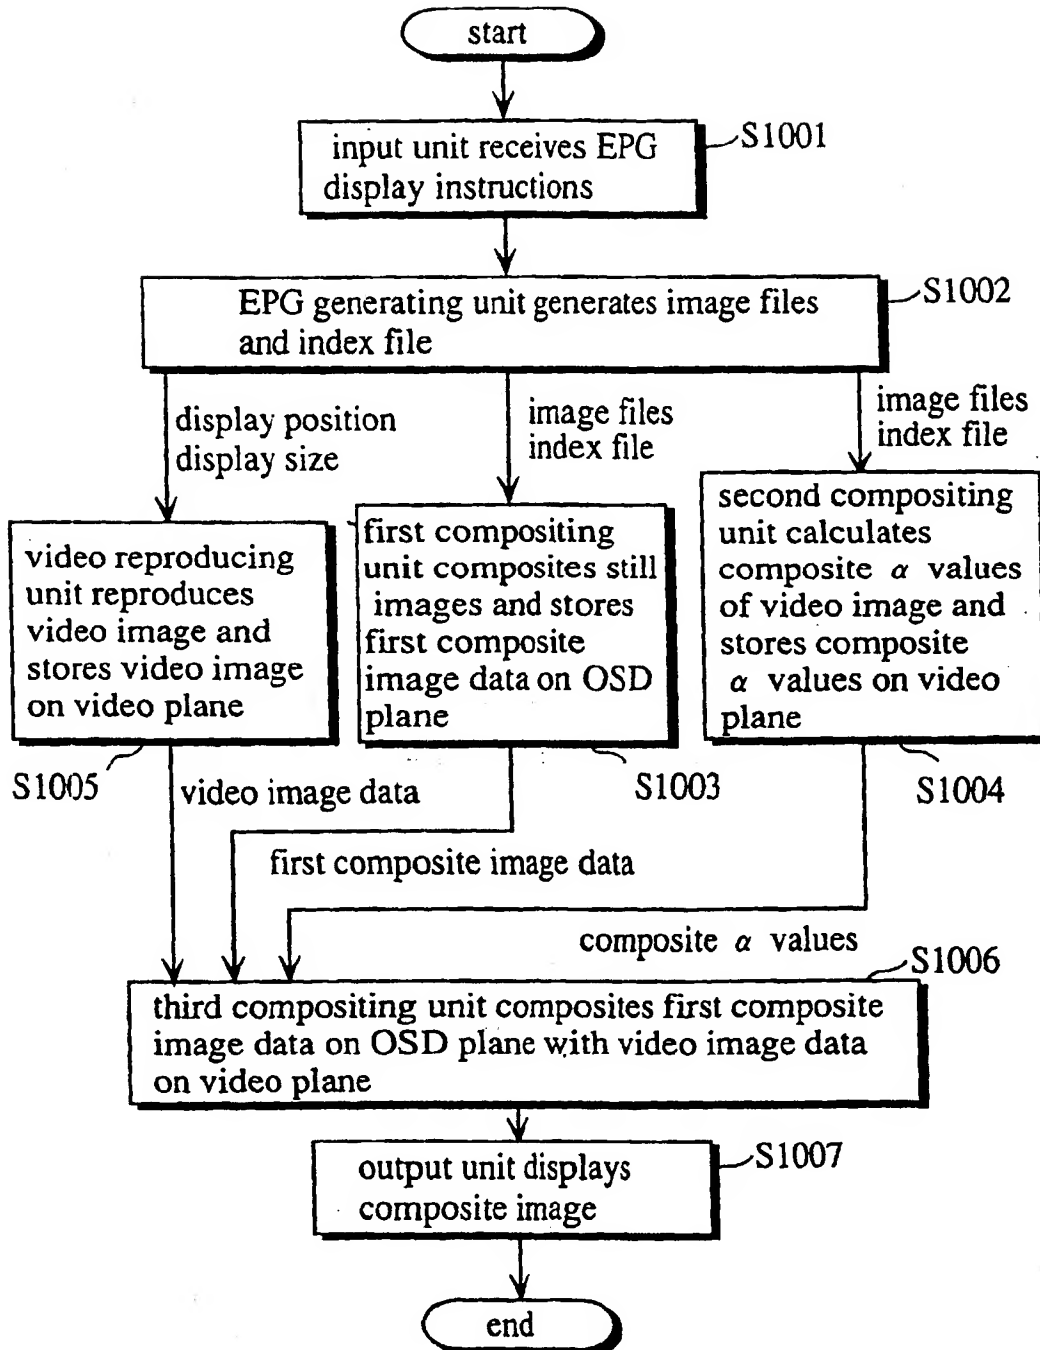 start
input unit receives EPG
display instructions
S1001
EPG generating unit generates image files
and index file
S1002
display position
display size
image files
index file
image files
index file
video reproducing
unit reproduces
video image and
stores video image
on video plane
S1005
first compositing
unit composites still
images and stores
first composite
image data on OSD
plane
S1003
second compositing
unit calculates
composite α values
of video image and
stores composite
α values on video
plane
S1004
video image data
first composite image data
composite α values
S1006
third compositing unit composites first composite
image data on OSD plane with video image data
on video plane
output unit displays
composite image
S1007
end